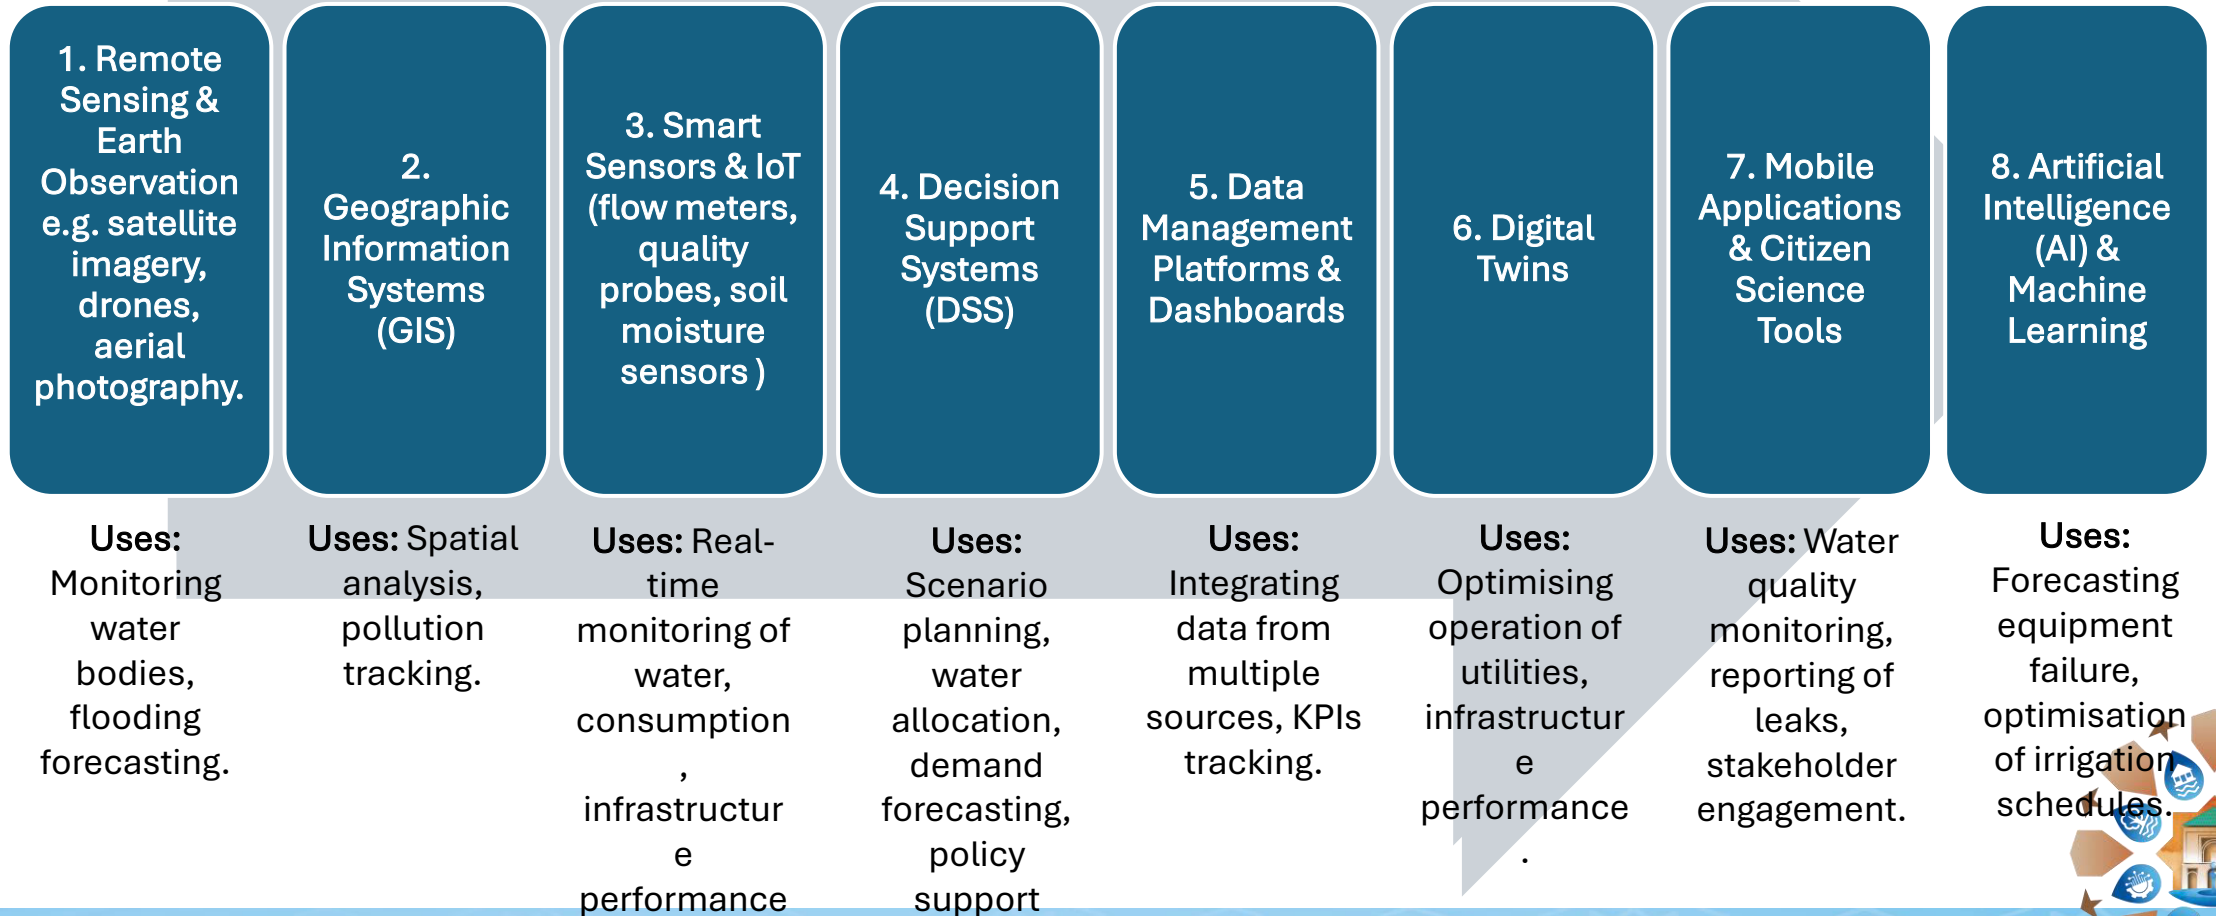 1. Remote
Sensing &
Earth
Observation
e.g. satellite
imagery,
drones,
aerial
photography.
2.
Geographic
Information
Systems
(GIS)
3. Smart
Sensors & IoT
(flow meters,
quality
probes, soil
moisture
sensors )
4. Decision
Support
Systems
(DSS)
5. Data
Management
Platforms &
Dashboards
6. Digital
Twins
7. Mobile
Applications
& Citizen
Science
Tools
8. Artificial
Intelligence
(AI) &
Machine
Learning
Uses:
Monitoring
water
bodies,
flooding
forecasting.
Uses: Spatial
analysis,
pollution
tracking.
Uses: Real-
time
monitoring of
water,
consumption
,
infrastructur
e
performance
Uses:
Scenario
planning,
water
allocation,
demand
forecasting,
policy
support
Uses:
Integrating
data from
multiple
sources, KPIs
tracking.
Uses:
Optimising
operation of
utilities,
infrastructur
e
performance
.
Uses: Water
quality
monitoring,
reporting of
leaks,
stakeholder
engagement.
Uses:
Forecasting
equipment
failure,
optimisation
of irrigation
schedules.